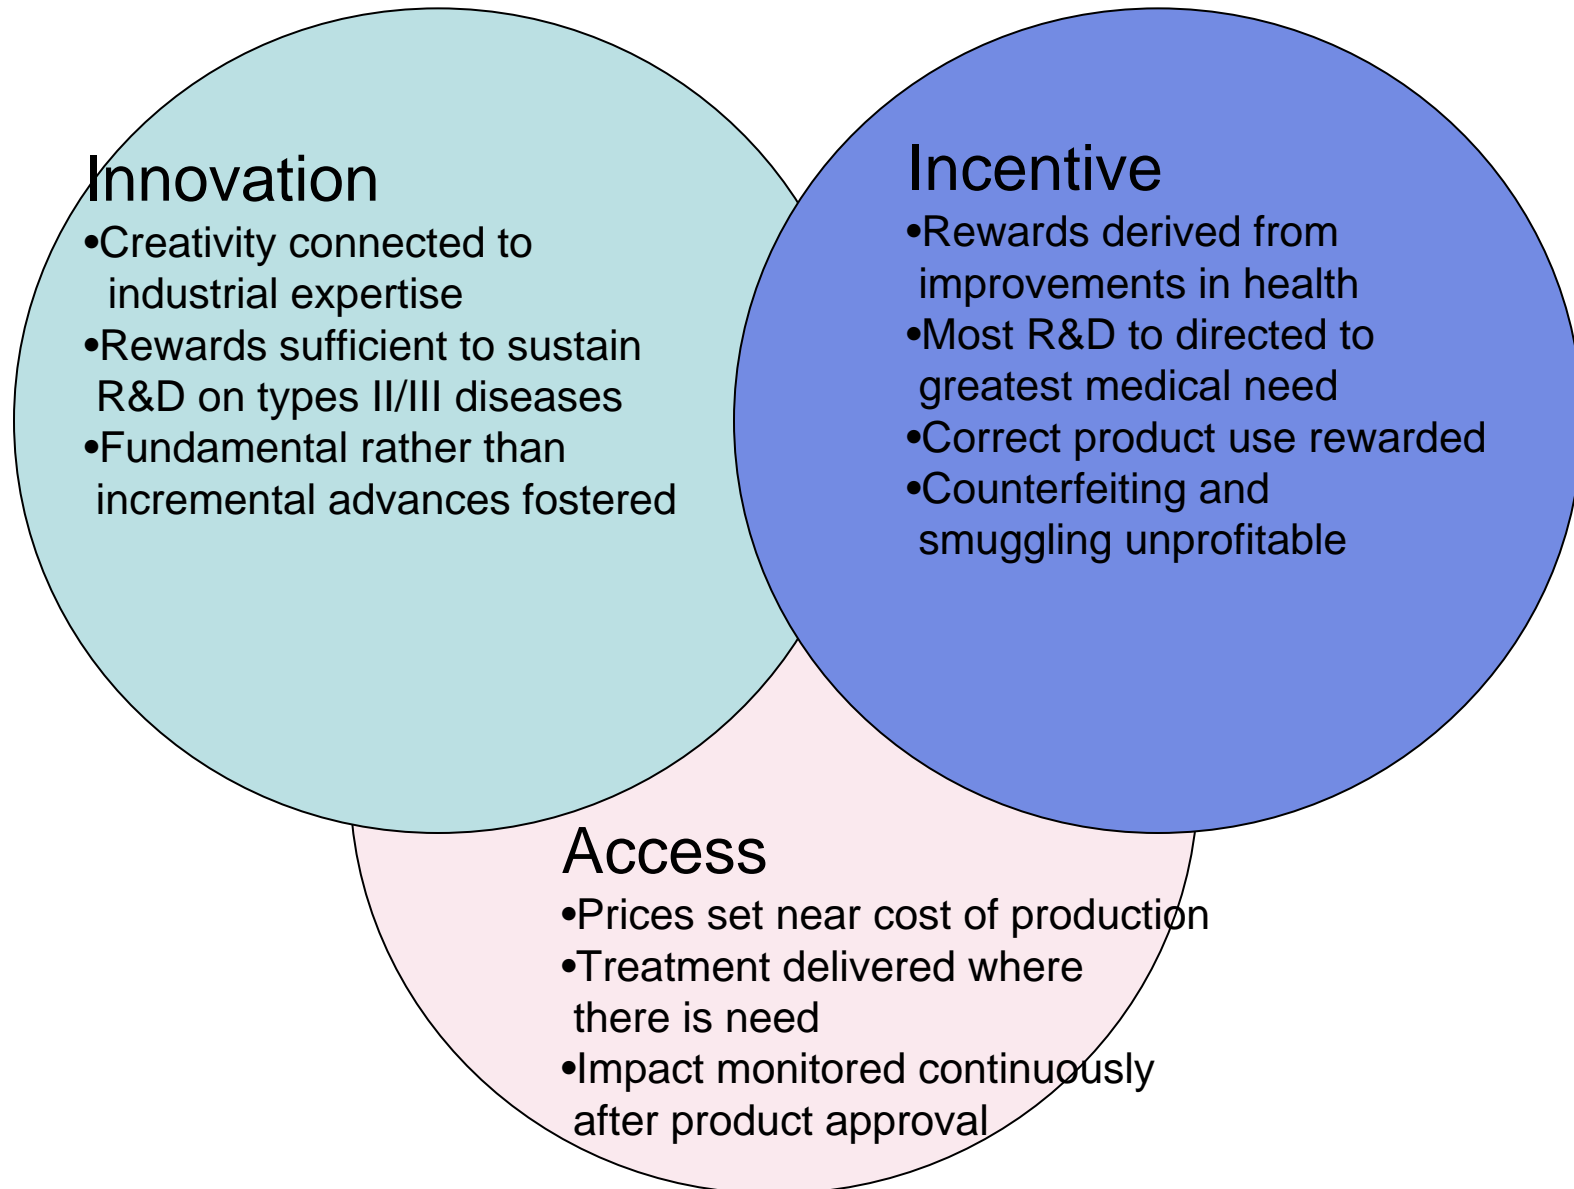 Innovation
•Creativity connected to
industrial expertise
•Rewards sufficient to sustain
R&D on types II/III diseases
•Fundamental rather than
incremental advances fostered
Incentive
•Rewards derived from
improvements in health
•Most R&D to directed to
greatest medical need
•Correct product use rewarded
•Counterfeiting and
smuggling unprofitable
Access
•Prices set near cost of production
•Treatment delivered where
there is need
•Impact monitored continuously
after product approval